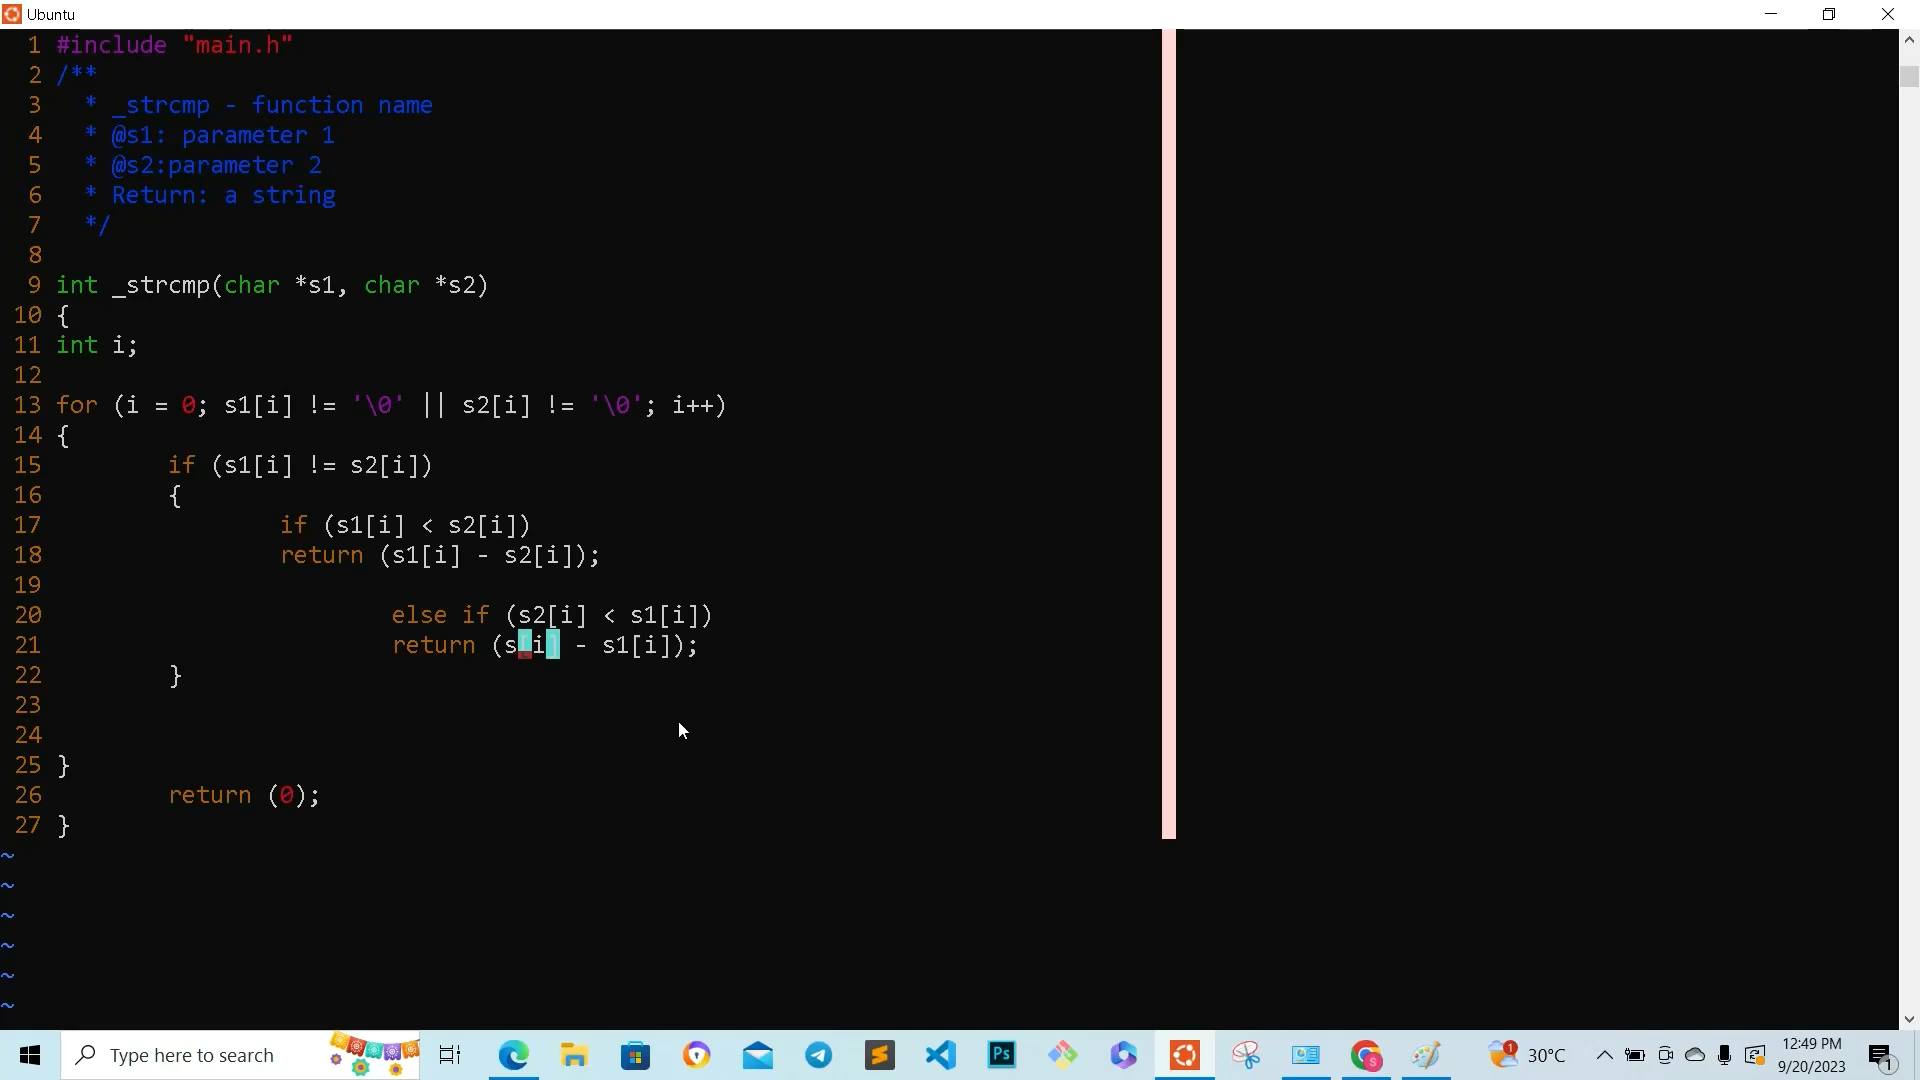 Ubuntu
1 #include "main.h"
2 /**
3   * _strcmp - function name
4   * @s1: parameter 1
5   * @s2:parameter 2
6   * Return: a string
7   */
8
9 int _strcmp(char *s1, char *s2)
10 {
11 int i;
12
13 for (i = 0; s1[i] != '\0' || s2[i] != '\0'; i++)
14 {
15         if (s1[i] != s2[i])
16         {
17                 if (s1[i] < s2[i])
18                 return (s1[i] - s2[i]);
19
20                         else if (s2[i] < s1[i])
21                         return (s[i] - s1[i]);
22         }
23
24
25 }
26         return (0);
27 }
~
~
~
~
~
~
Type here to search
Ps
S
1
30°C
12:49 PM
9/20/2023
1